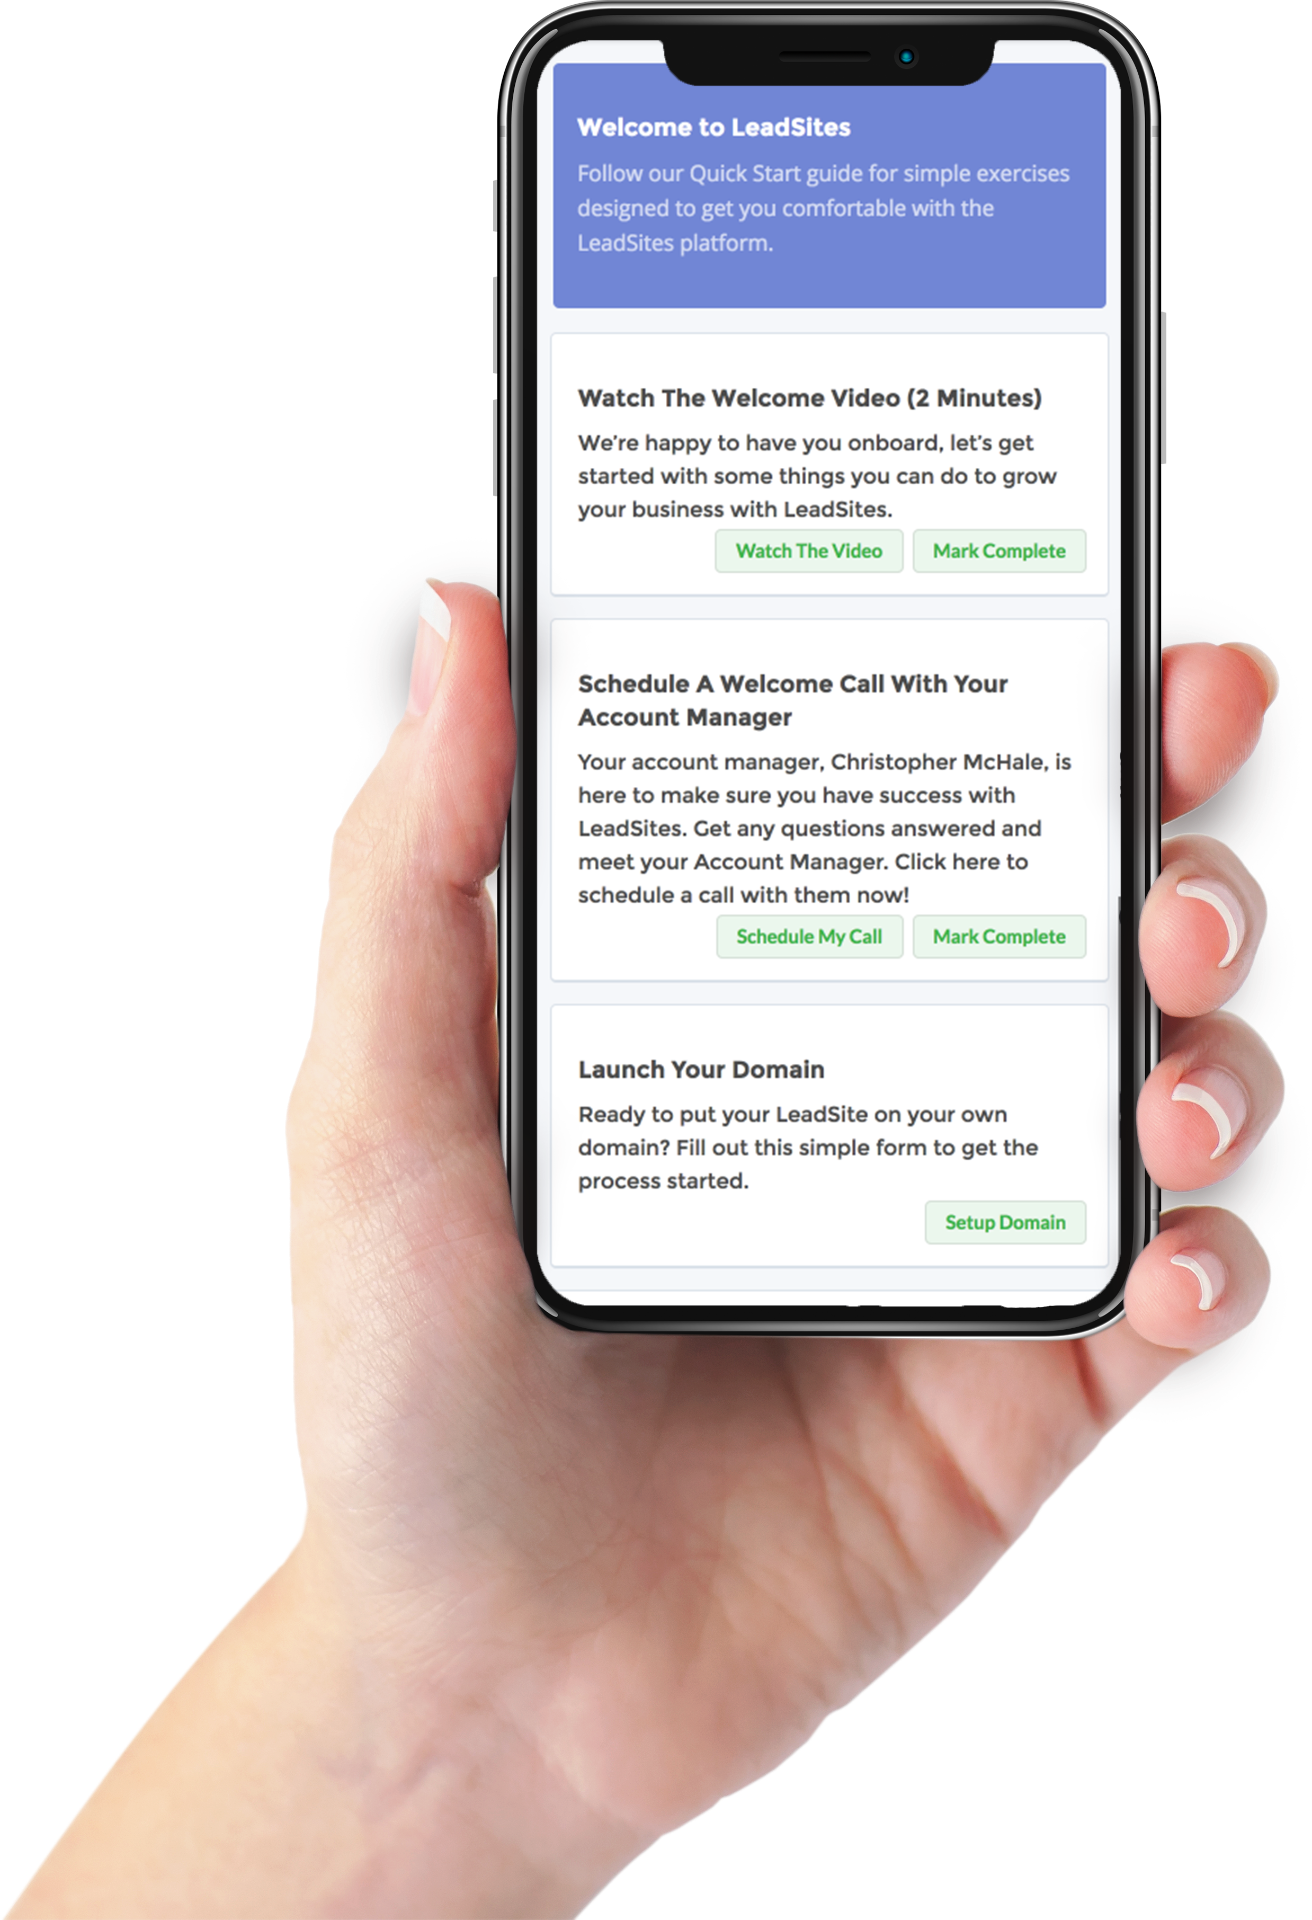 Welcome to LeadSites
Follow our Quick Start guide for simple exercises
designed to get you comfortable with the
LeadSites platform.
Watch The Welcome Video (2 Minutes)
We’re happy to have you onboard, let’s get
started with some things you can do to grow
your business with LeadSites.
Watch The Video Mark Complete
Schedule A Welcome Call With Your
Account Manager
Your account manager, Christopher McHale, is
here to make sure you have success with
LeadSites. Get any questions answered and
meet your Account Manager. Click here to
schedule a call with them now!
Schedule My Call Mark Complete
Launch Your Domain
Ready to put your LeadSite on your own
domain? Fill out this simple form to get the
process started.
Setup Domain